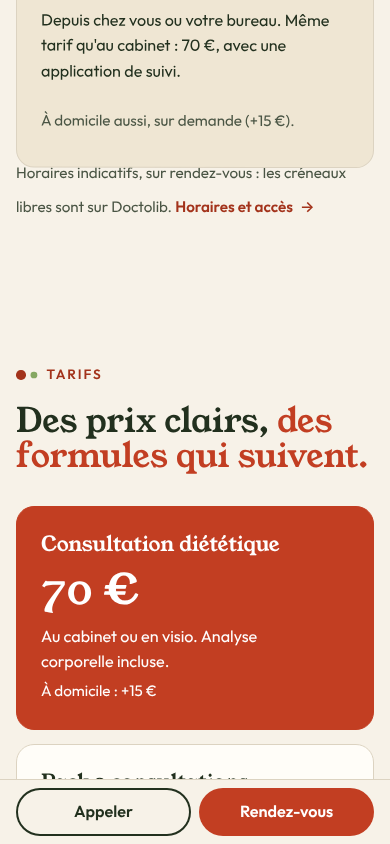 Depuis chez vous ou votre bureau. Même
tarif qu'au cabinet : 70 €, avec une
application de suivi.
À domicile aussi, sur demande (+15 €).
Horaires indicatifs, sur rendez-vous : les créneaux
libres sont sur Doctolib. Horaires et accès →
TARIFS
Des prix clairs, des
formules qui suivent.
Consultation diététique
70 €
Au cabinet ou en visio. Analyse
corporelle incluse.
À domicile : +15 €
Appeler
Rendez-vous